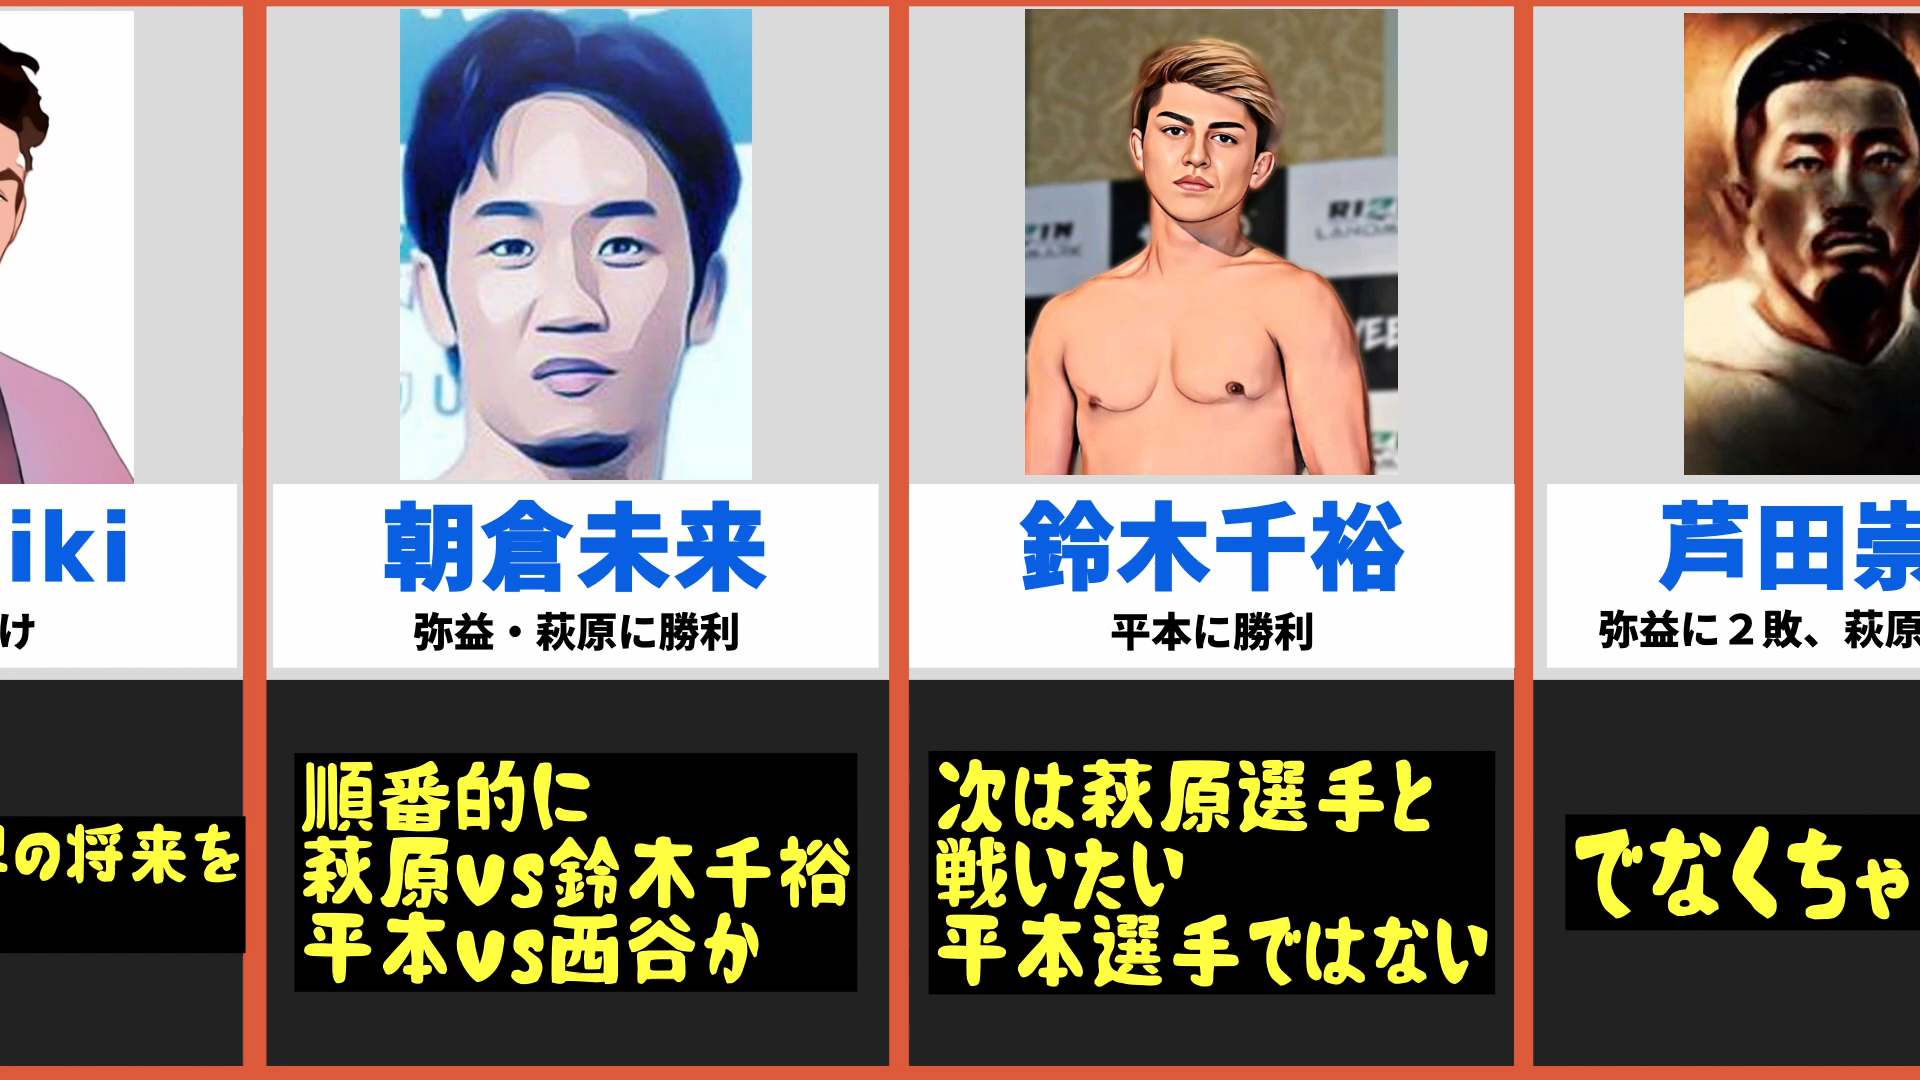 iki
け
の将来を
朝倉未来
弥益・萩原に勝利
順番的に
萩原vs鈴木千裕
平本vs西谷か
RIZIN
LANDM
鈴木千裕
平本に勝利
次は萩原選手と
戦いたい
平本選手ではない
芦田崇
弥益に２敗、萩原
でなくちゃ